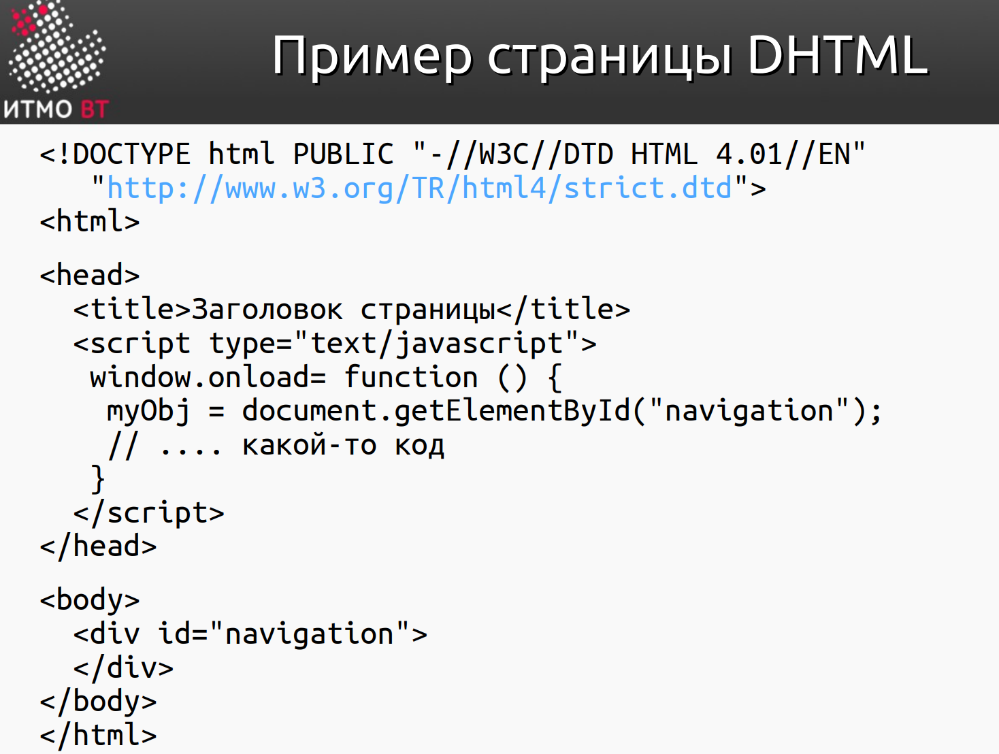 ИТМО ВТ
Пример страницы DHTML
<!DOCTYPE html PUBLIC "-//W3C//DTD HTML 4.01//EN"
"http://www.w3.org/TR/html4/strict.dtd">
<html>
<head>
<title>Заголовок страницы</title>
<script type="text/javascript">
window.onload= function () {
myObj = document.getElementById("navigation");
// .... какой-то код
}
</script>
</head>
<body>
<div id="navigation">
</div>
</body>
</html>